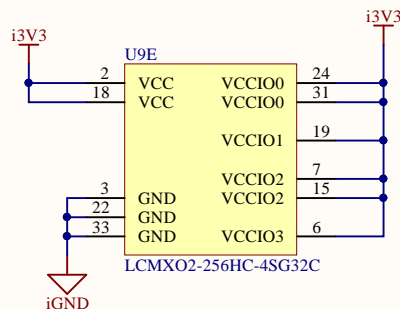 i3V3
i3V3
U9E
2 VCC VCCIO0 24
18 VCC VCCIO0 31
VCCIO1 19
VCCIO2 7
3 GND VCCIO2 15
22 GND
33 GND VCCIO3 6
LCMXO2-256HC-4SG32C
iGND